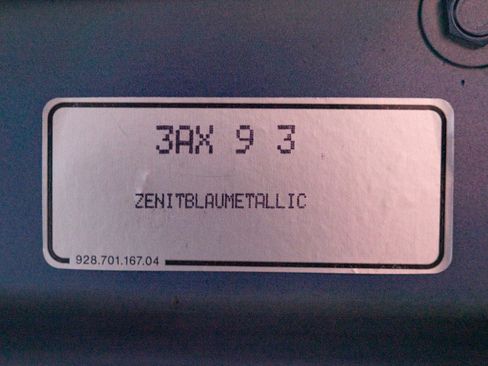 3AX 9 3
ZENITBLAUMETALLIC
928.701.167.04